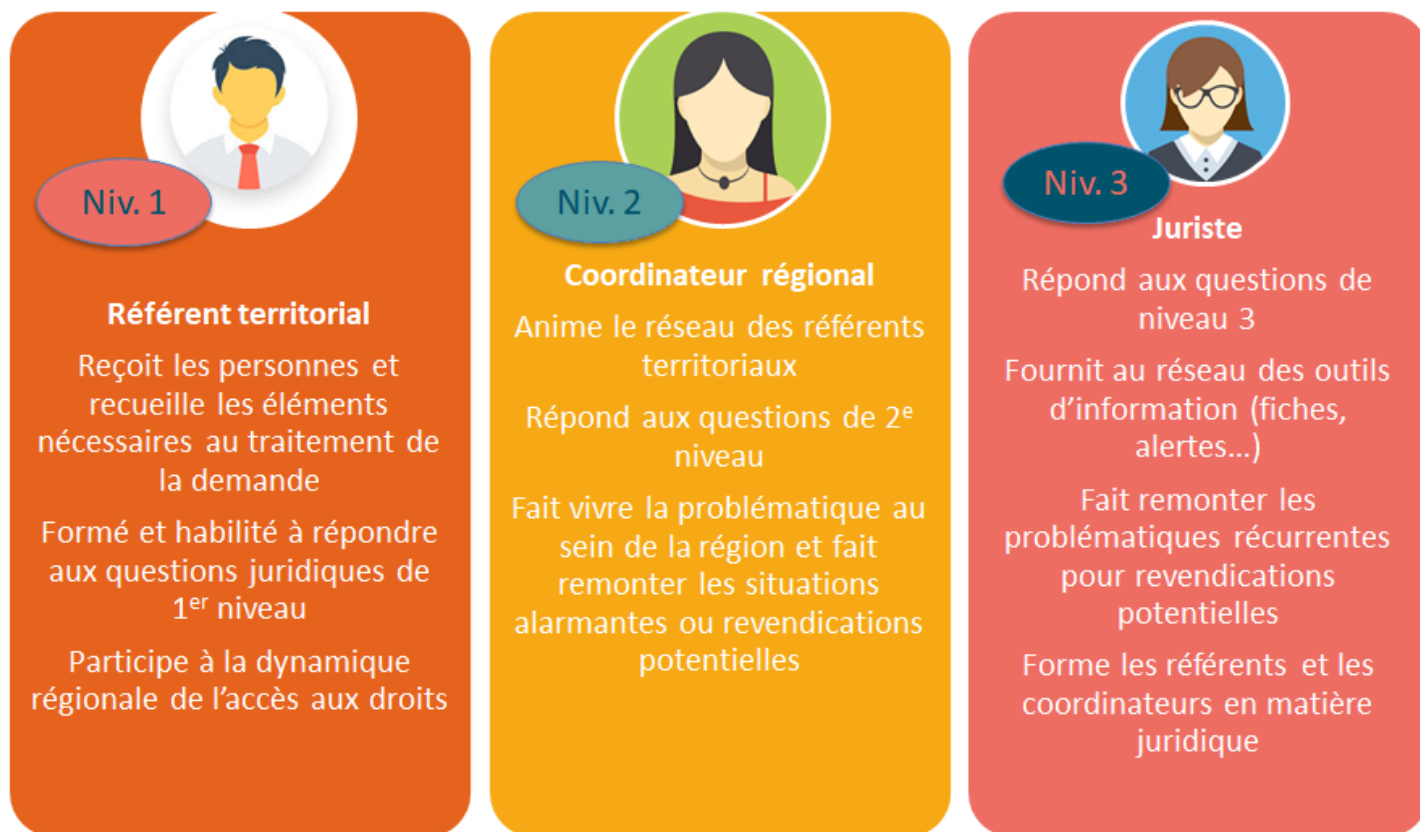 Niv. 1
Référent territorial
Reçoit les personnes et
recueille les éléments
nécessaires au traitement de
la demande
Formé et habilité à répondre
aux questions juridiques de
1er niveau
Participe à la dynamique
régionale de l’accès aux droits
Niv. 2
Coordinateur régional
Anime le réseau des référents
territoriaux
Répond aux questions de 2e
niveau
Fait vivre la problématique au
sein de la région et fait
remonter les situations
alarmantes ou revendications
potentielles
Niv. 3
Juriste
Répond aux questions de
niveau 3
Fournit au réseau des outils
d’information (fiches,
alertes…)
Fait remonter les
problématiques récurrentes
pour revendications
potentielles
Forme les référents et les
coordinateurs en matière
juridique